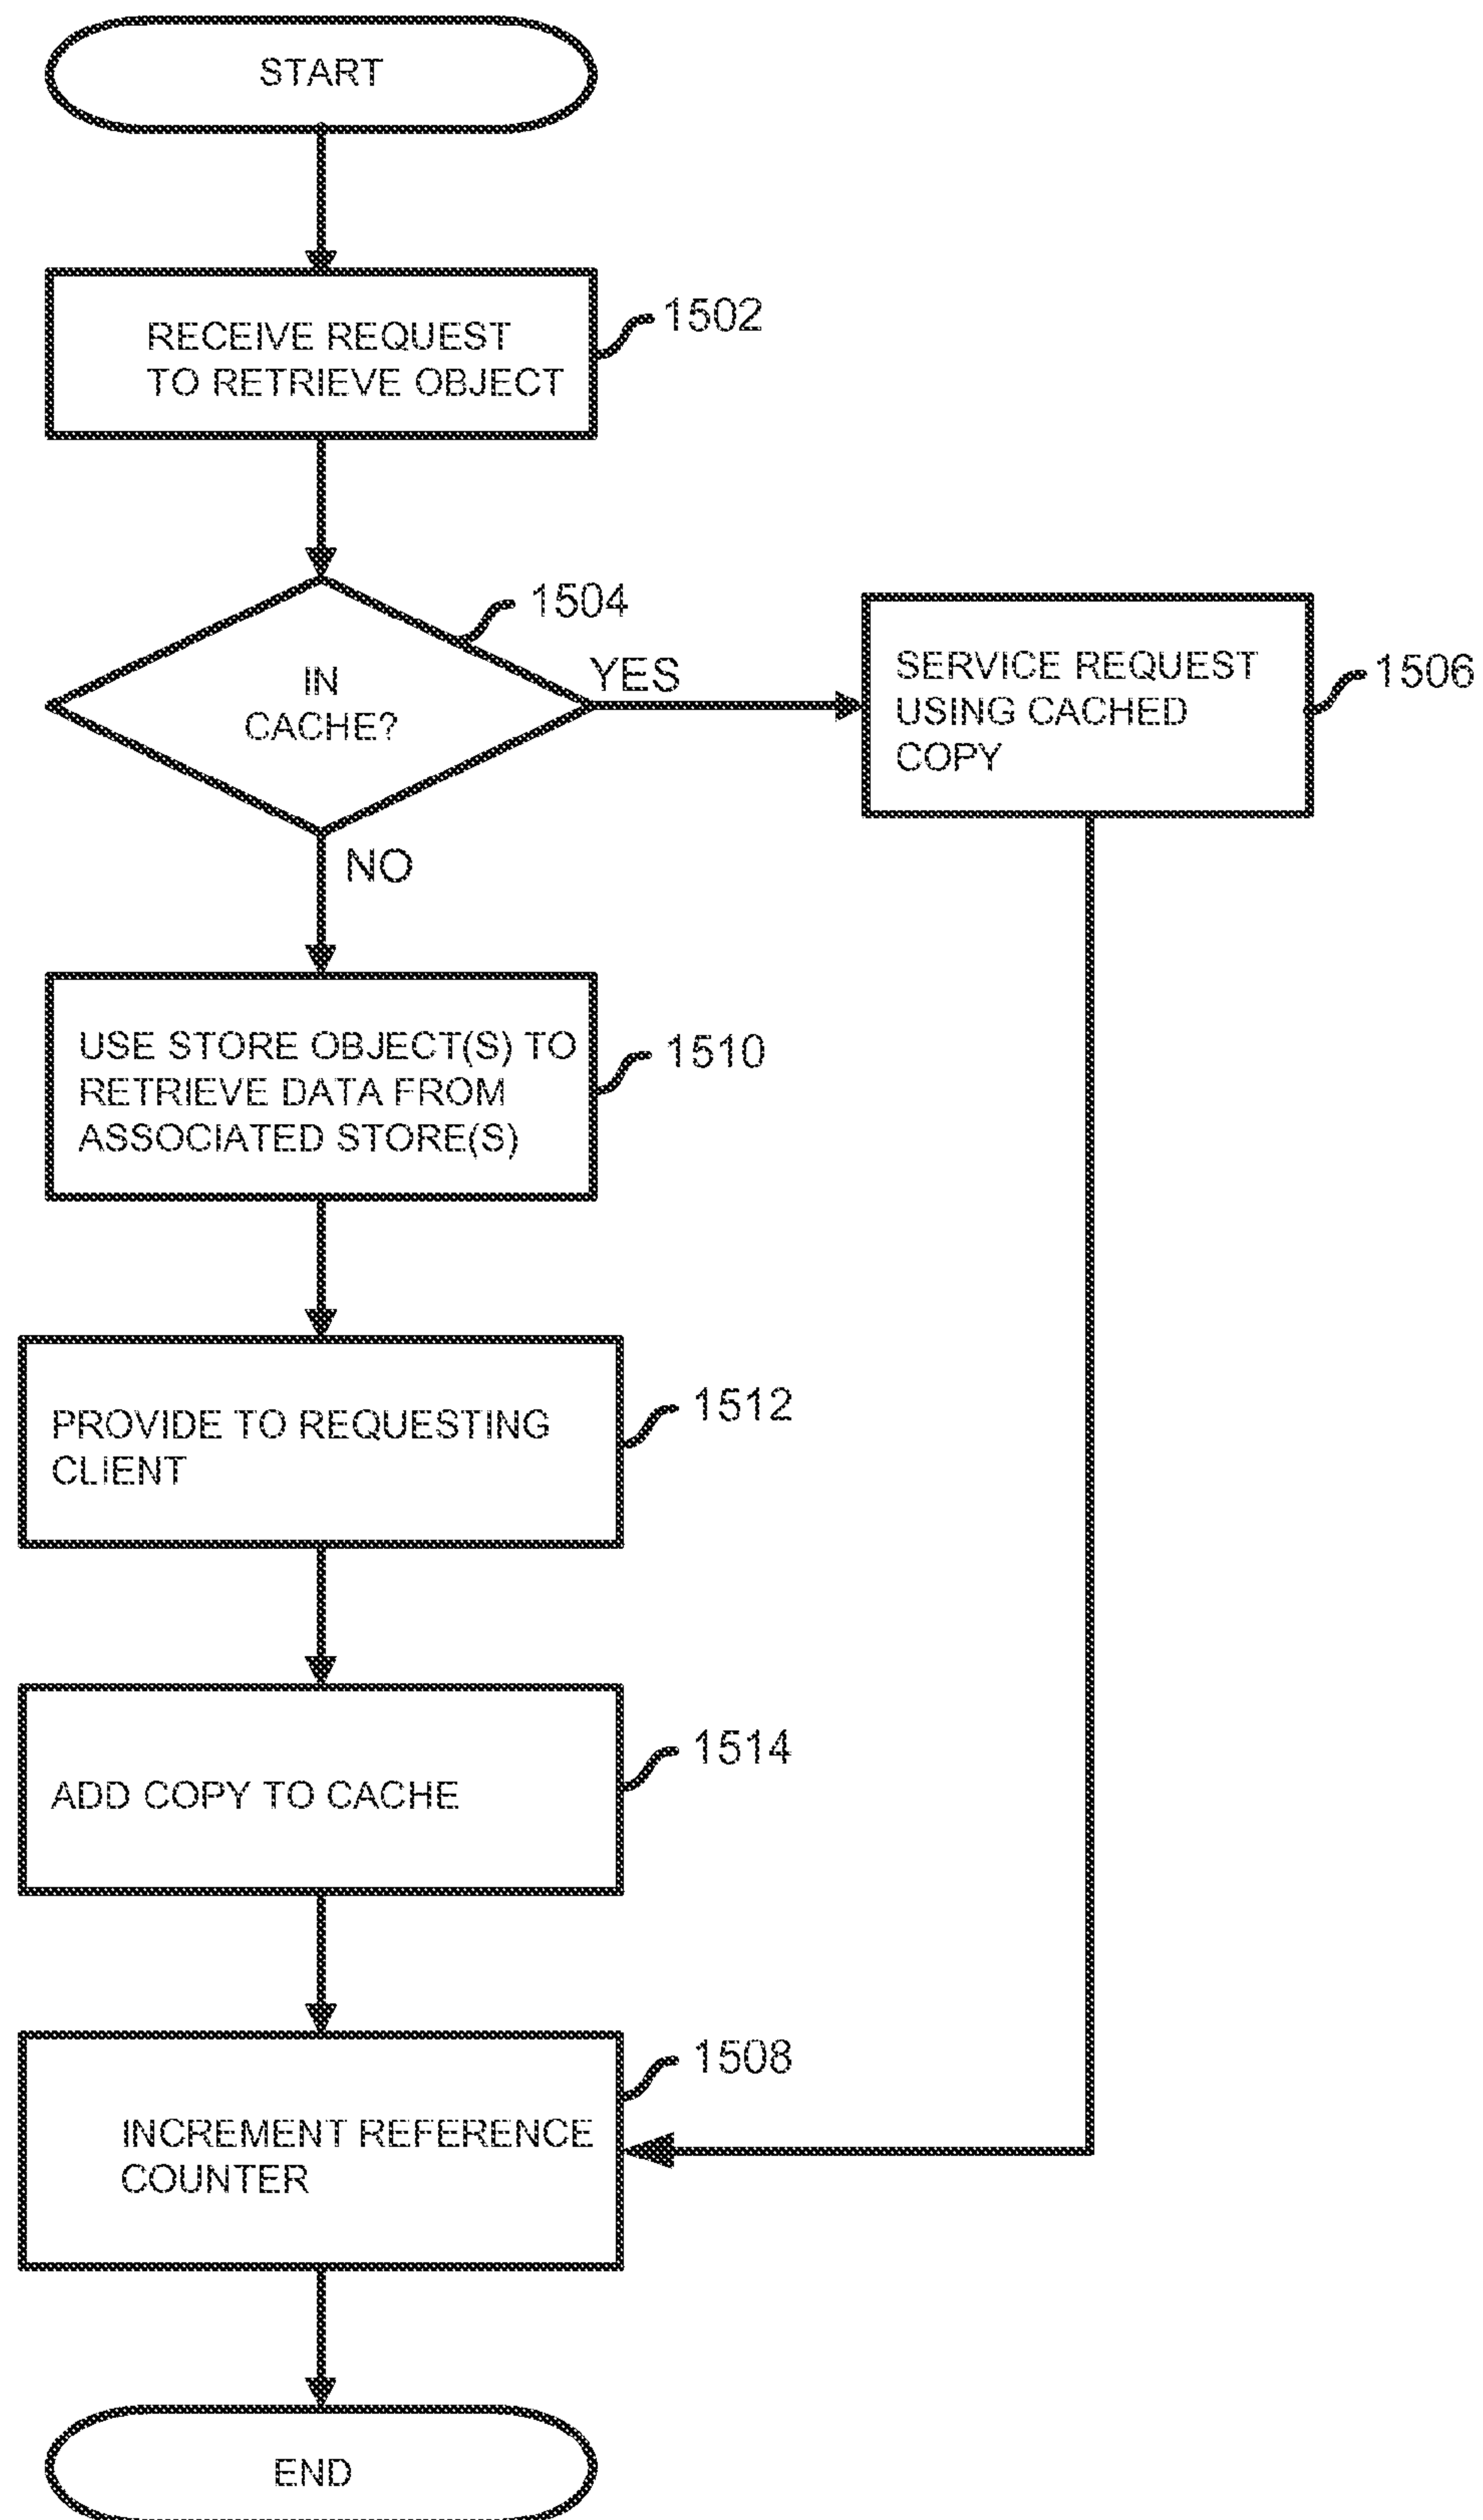 START
RECEIVE REQUEST
TO RETRIEVE OBJECT
1502
1504
IN
CACHE?
YES
SERVICE REQUEST
USING CACHED
COPY
1506
NO
USE STORE OBJECT(S) TO
RETRIEVE DATA FROM
ASSOCIATED STORE(S)
1510
PROVIDE TO REQUESTING
CLIENT
1512
ADD COPY TO CACHE
1514
INCREMENT REFERENCE
COUNTER
1508
END